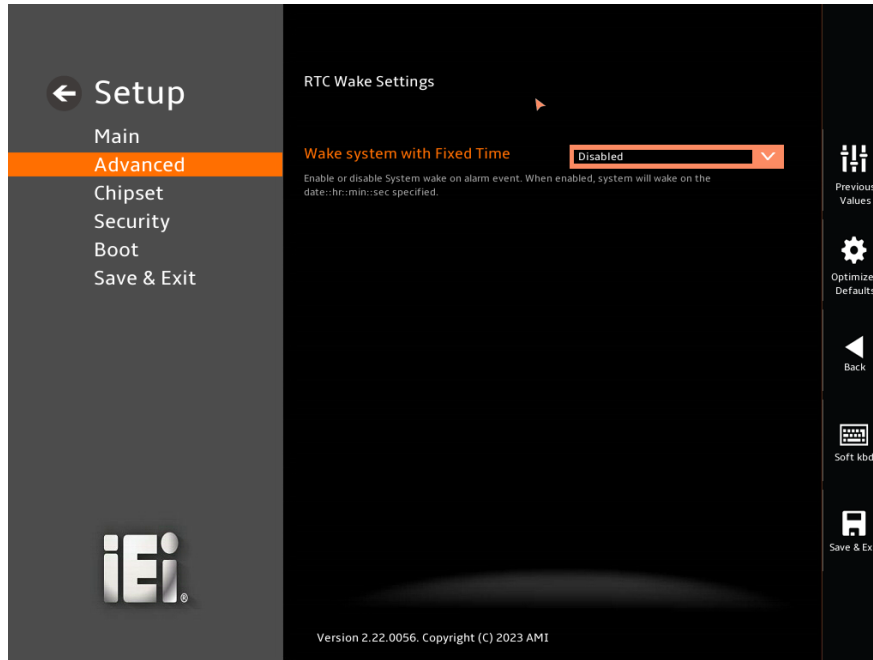 Setup
Main
Advanced
Chipset
Security
Boot
Save & Exit
iEi®
RTC Wake Settings
Wake system with Fixed Time
Disabled
Enable or disable System wake on alarm event. When enabled, system will wake on the
date::hr::min::sec specified.
Version 2.22.0056. Copyright (C) 2023 AMI
Previous
Values
Optimize
Defaults
Back
Soft kbd
Save & Ex